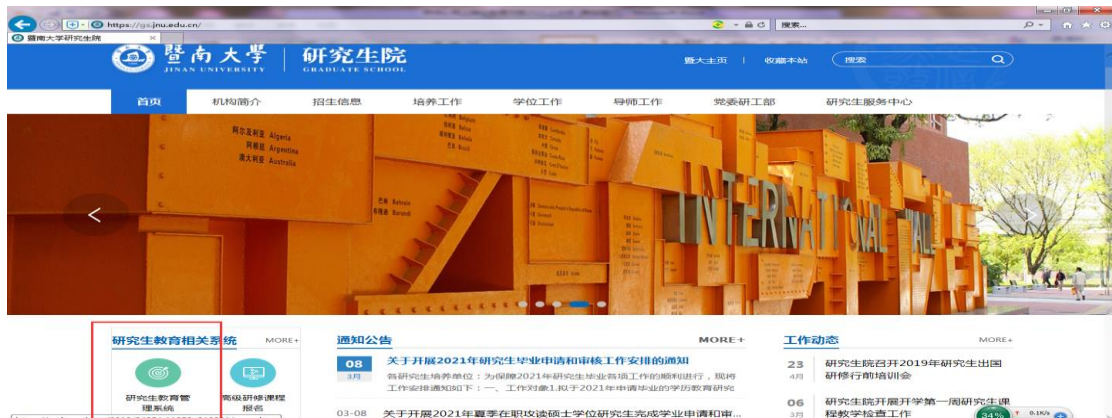 https://gs.jnu.edu.cn/
搜索...
暨南大学研究生院
暨南大學
JINAN UNIVERSITY
研究生院
GRADUATE SCHOOL
暨大主页
收藏本站
搜索
首页
机构简介
招生信息
培养工作
学位工作
导师工作
党委研工部
研究生服务中心
阿尔及利亚 Algeria
阿根廷 Argentina
澳大利亚 Australia
巴林 Bahrain
布隆迪 Burundi
INTERNATIONAL WALL
研究生教育相关系统
MORE+
研究生教育管
理系统
高级研修课程
报名
通知公告
MORE+
08
3月
关于开展2021年研究生毕业申请和审核工作安排的通知
各研究生培养单位：为保障2021年研究生毕业各项工作的顺利进行，现将
工作安排通知如下：一、工作对象1.拟于2021年申请毕业的学历教育研究
03-08
关于开展2021年夏季在职攻读硕士学位研究生完成学业申请和审...
工作动态
MORE+
23
4月
研究生院召开2019年研究生出国
研修行前培训会
06
3月
研究生院开展开学第一周研究生课
程教学检查工作
34%
0.1K/s